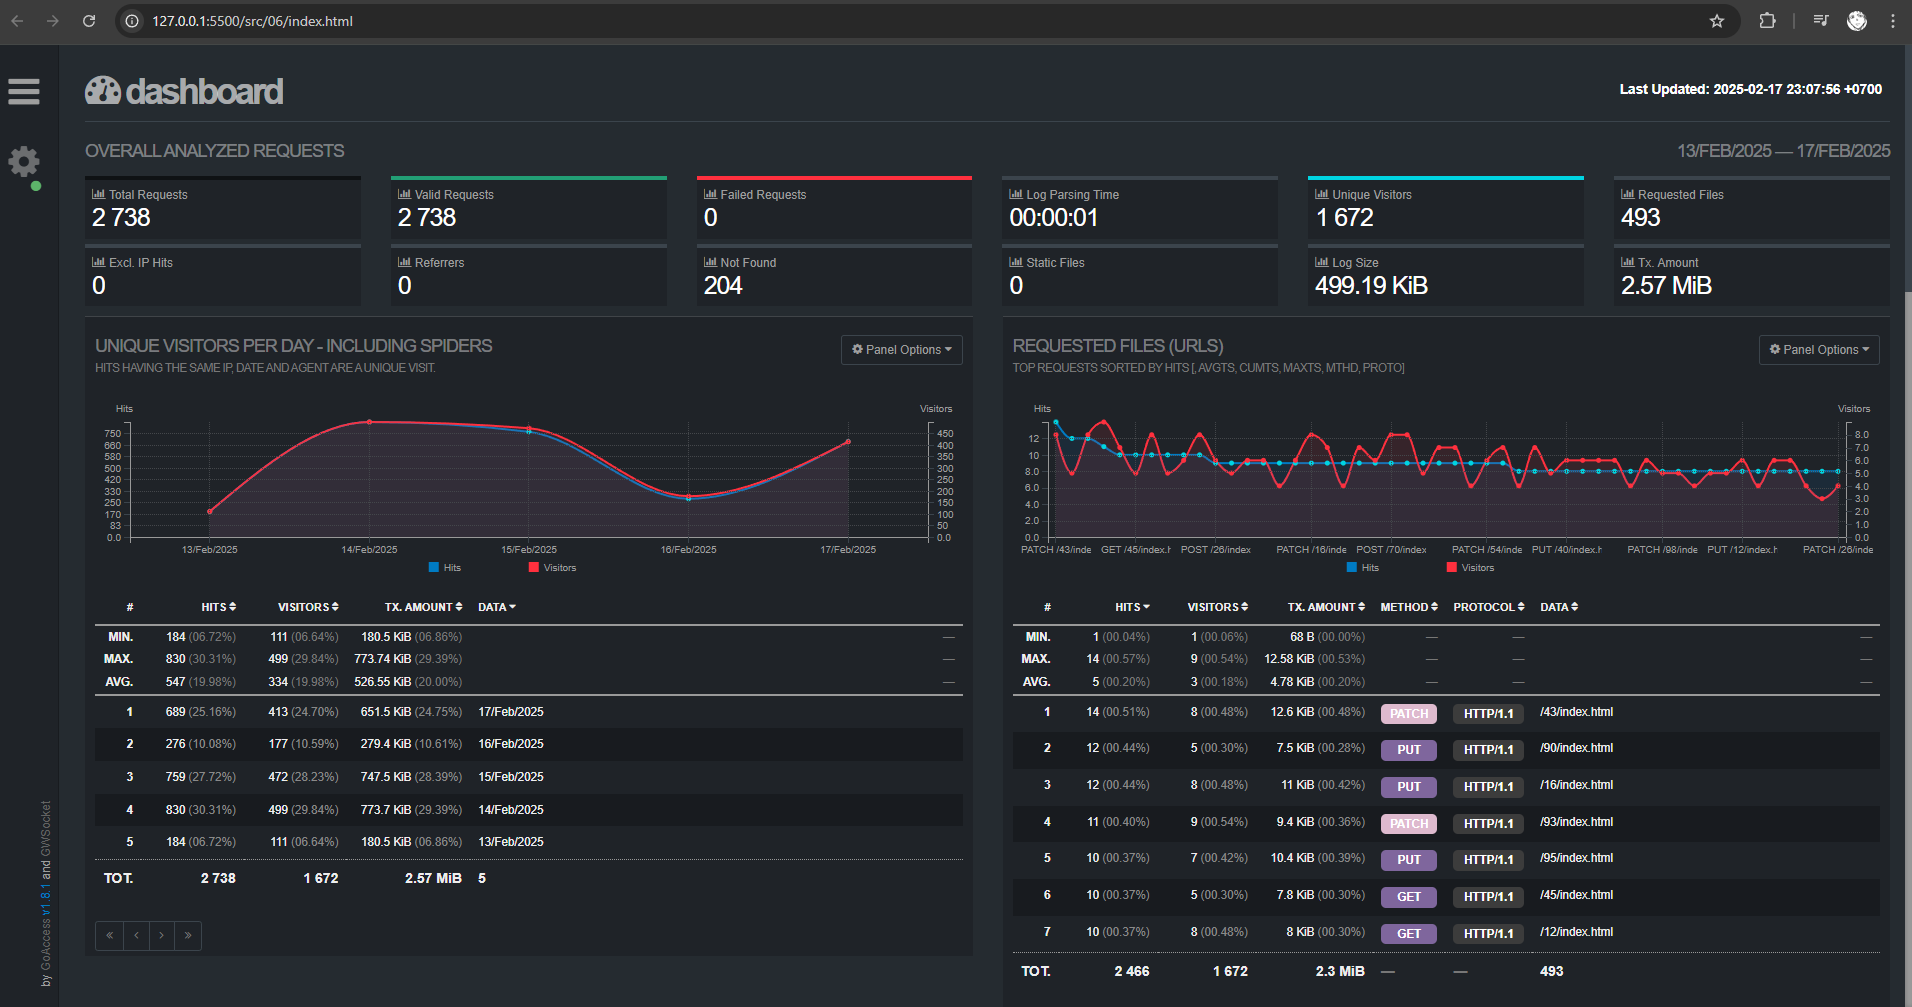 127.0.0.1:5500/src/06/index.html
dashboard
Last Updated: 2025-02-17 23:07:56 +0700
OVERALL ANALYZED REQUESTS
13/FEB/2025 — 17/FEB/2025
Total Requests
2 738
Valid Requests
2 738
Failed Requests
0
Log Parsing Time
00:00:01
Unique Visitors
1 672
Requested Files
493
Excl. IP Hits
0
Referrers
0
Not Found
204
Static Files
0
Log Size
499.19 KiB
Tx. Amount
2.57 MiB
UNIQUE VISITORS PER DAY - INCLUDING SPIDERS
HITS HAVING THE SAME IP, DATE AND AGENT ARE A UNIQUE VISIT.
Panel Options
Hits
Visitors
750
660
580
500
420
330
250
170
83
0.0
450
400
350
300
250
200
150
100
50
0.0
13/Feb/2025 14/Feb/2025 15/Feb/2025 16/Feb/2025 17/Feb/2025
Hits Visitors
# HITS VISITORS TX. AMOUNT DATA
MIN. 184 (06.72%) 111 (06.64%) 180.5 KiB (06.86%) —
MAX. 830 (30.31%) 499 (29.84%) 773.74 KiB (29.39%) —
AVG. 547 (19.98%) 334 (19.98%) 526.55 KiB (20.00%) —
1 689 (25.16%) 413 (24.70%) 651.5 KiB (24.75%) 17/Feb/2025
2 276 (10.08%) 177 (10.59%) 279.4 KiB (10.61%) 16/Feb/2025
3 759 (27.72%) 472 (28.23%) 747.5 KiB (28.39%) 15/Feb/2025
4 830 (30.31%) 499 (29.84%) 773.7 KiB (29.39%) 14/Feb/2025
5 184 (06.72%) 111 (06.64%) 180.5 KiB (06.86%) 13/Feb/2025
TOT. 2 738 1 672 2.57 MiB 5
« ‹ › »
REQUESTED FILES (URLS)
TOP REQUESTS SORTED BY HITS [, AVGTS, CUMTS, MAXTS, MTHD, PROTO]
Panel Options
Hits
Visitors
12
10
8.0
6.0
4.0
2.0
0.0
8.0
7.0
6.0
5.0
4.0
3.0
2.0
1.0
0.0
PATCH /43/inde GET /45/index.h POST /26/index PATCH /16/inde POST /70/index PATCH /54/inde PUT /40/index.h PATCH /98/inde PUT /12/index.h PATCH /26/inde
Hits Visitors
# HITS VISITORS TX. AMOUNT METHOD PROTOCOL DATA
MIN. 1 (00.04%) 1 (00.06%) 68 B (00.00%) — — —
MAX. 14 (00.57%) 9 (00.54%) 12.58 KiB (00.53%) — — —
AVG. 5 (00.20%) 3 (00.18%) 4.78 KiB (00.20%) — — —
1 14 (00.51%) 8 (00.48%) 12.6 KiB (00.48%) PATCH HTTP/1.1 /43/index.html
2 12 (00.44%) 5 (00.30%) 7.5 KiB (00.28%) PUT HTTP/1.1 /90/index.html
3 12 (00.44%) 8 (00.48%) 11 KiB (00.42%) PUT HTTP/1.1 /16/index.html
4 11 (00.40%) 9 (00.54%) 9.4 KiB (00.36%) PATCH HTTP/1.1 /93/index.html
5 10 (00.37%) 7 (00.42%) 10.4 KiB (00.39%) PUT HTTP/1.1 /95/index.html
6 10 (00.37%) 5 (00.30%) 7.8 KiB (00.30%) GET HTTP/1.1 /45/index.html
7 10 (00.37%) 8 (00.48%) 8 KiB (00.30%) GET HTTP/1.1 /12/index.html
TOT. 2 466 1 672 2.3 MiB — — 493
by GoAccess v1.8.1 and GWSocket